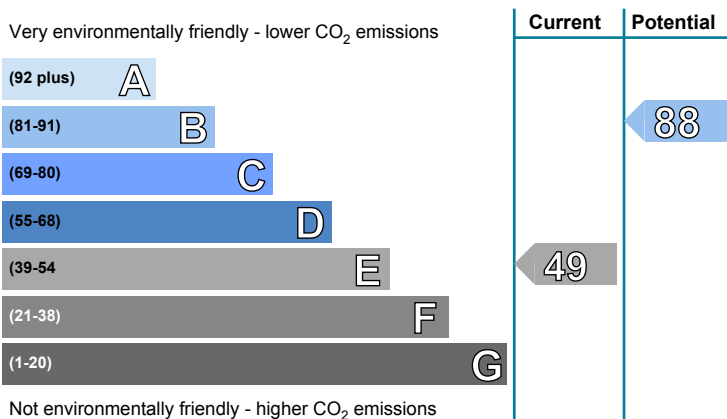 Current Potential
Very environmentally friendly - lower CO2 emissions
(92 plus) A
(81-91) B 88
(69-80) C
(55-68) D
(39-54 E 49
(21-38) F
(1-20) G
Not environmentally friendly - higher CO2 emissions